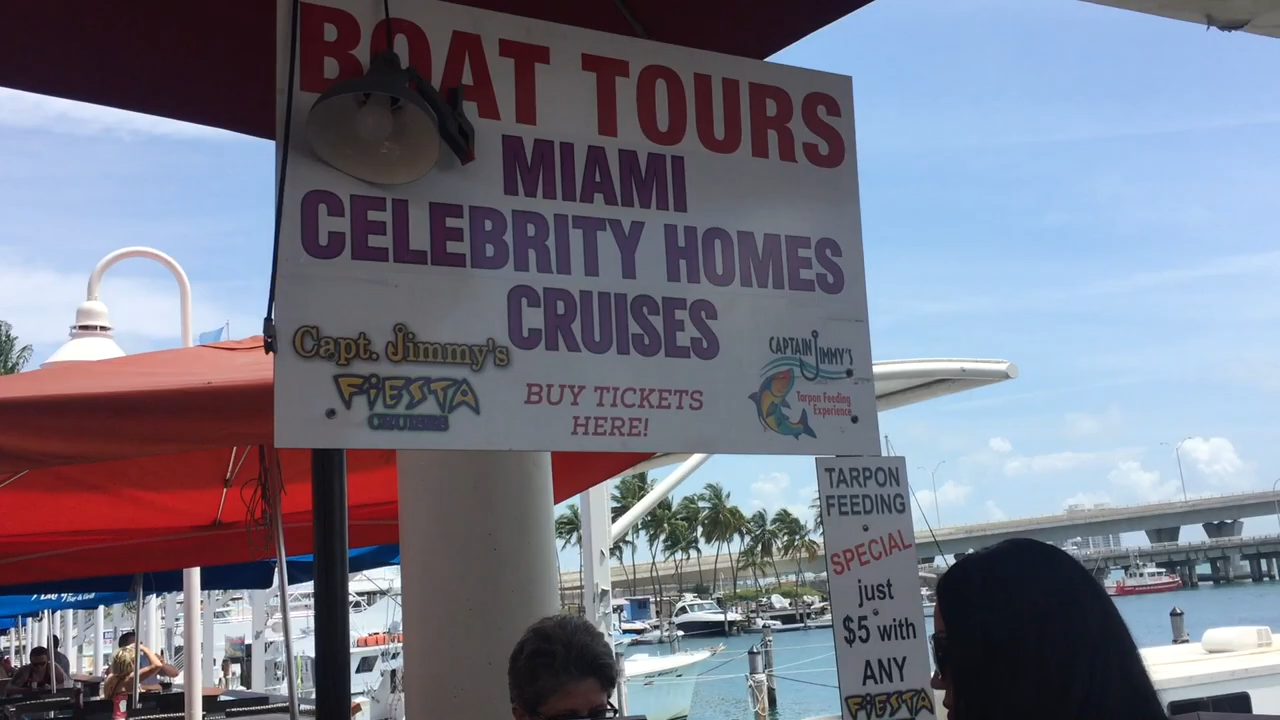 BOAT TOURS
MIAMI
CELEBRITY HOMES
CRUISES
Capt. Jimmy's
FiESTA
CRUISES
BUY TICKETS
HERE!
CAPTAIN JIMMY'S
Tarpon Feeding
Experience
TARPON
FEEDING
SPECIAL
just
$5 with
ANY
FiESTA